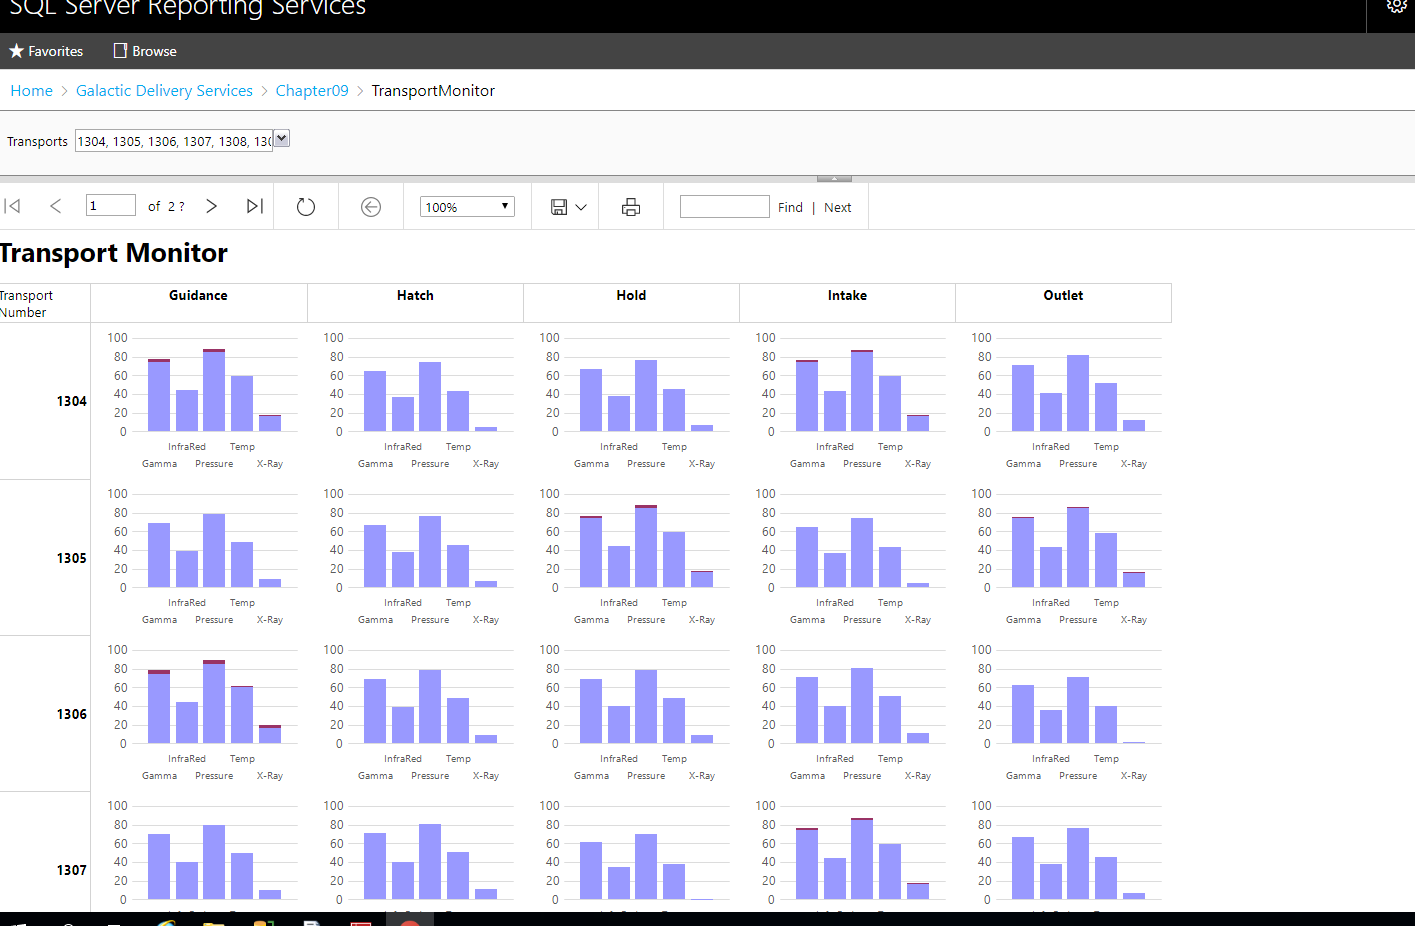 SQL Server Reporting Services
Favorites Browse
Home > Galactic Delivery Services > Chapter09 > TransportMonitor
Transports 1304, 1305, 1306, 1307, 1308, 130
1 of 2 ? 100% Find | Next
Transport Monitor
Transport Number Guidance Hatch Hold Intake Outlet
100 100 100 100 100
80 80 80 80 80
60 60 60 60 60
1304 40 40 40 40 40
20 20 20 20 20
0 0 0 0 0
InfraRed Temp InfraRed Temp InfraRed Temp InfraRed Temp InfraRed Temp
Gamma Pressure X-Ray Gamma Pressure X-Ray Gamma Pressure X-Ray Gamma Pressure X-Ray Gamma Pressure X-Ray
100 100 100 100 100
80 80 80 80 80
60 60 60 60 60
1305 40 40 40 40 40
20 20 20 20 20
0 0 0 0 0
InfraRed Temp InfraRed Temp InfraRed Temp InfraRed Temp InfraRed Temp
Gamma Pressure X-Ray Gamma Pressure X-Ray Gamma Pressure X-Ray Gamma Pressure X-Ray Gamma Pressure X-Ray
100 100 100 100 100
80 80 80 80 80
60 60 60 60 60
1306 40 40 40 40 40
20 20 20 20 20
0 0 0 0 0
InfraRed Temp InfraRed Temp InfraRed Temp InfraRed Temp InfraRed Temp
Gamma Pressure X-Ray Gamma Pressure X-Ray Gamma Pressure X-Ray Gamma Pressure X-Ray Gamma Pressure X-Ray
100 100 100 100 100
80 80 80 80 80
60 60 60 60 60
1307 40 40 40 40 40
20 20 20 20 20
0 0 0 0 0